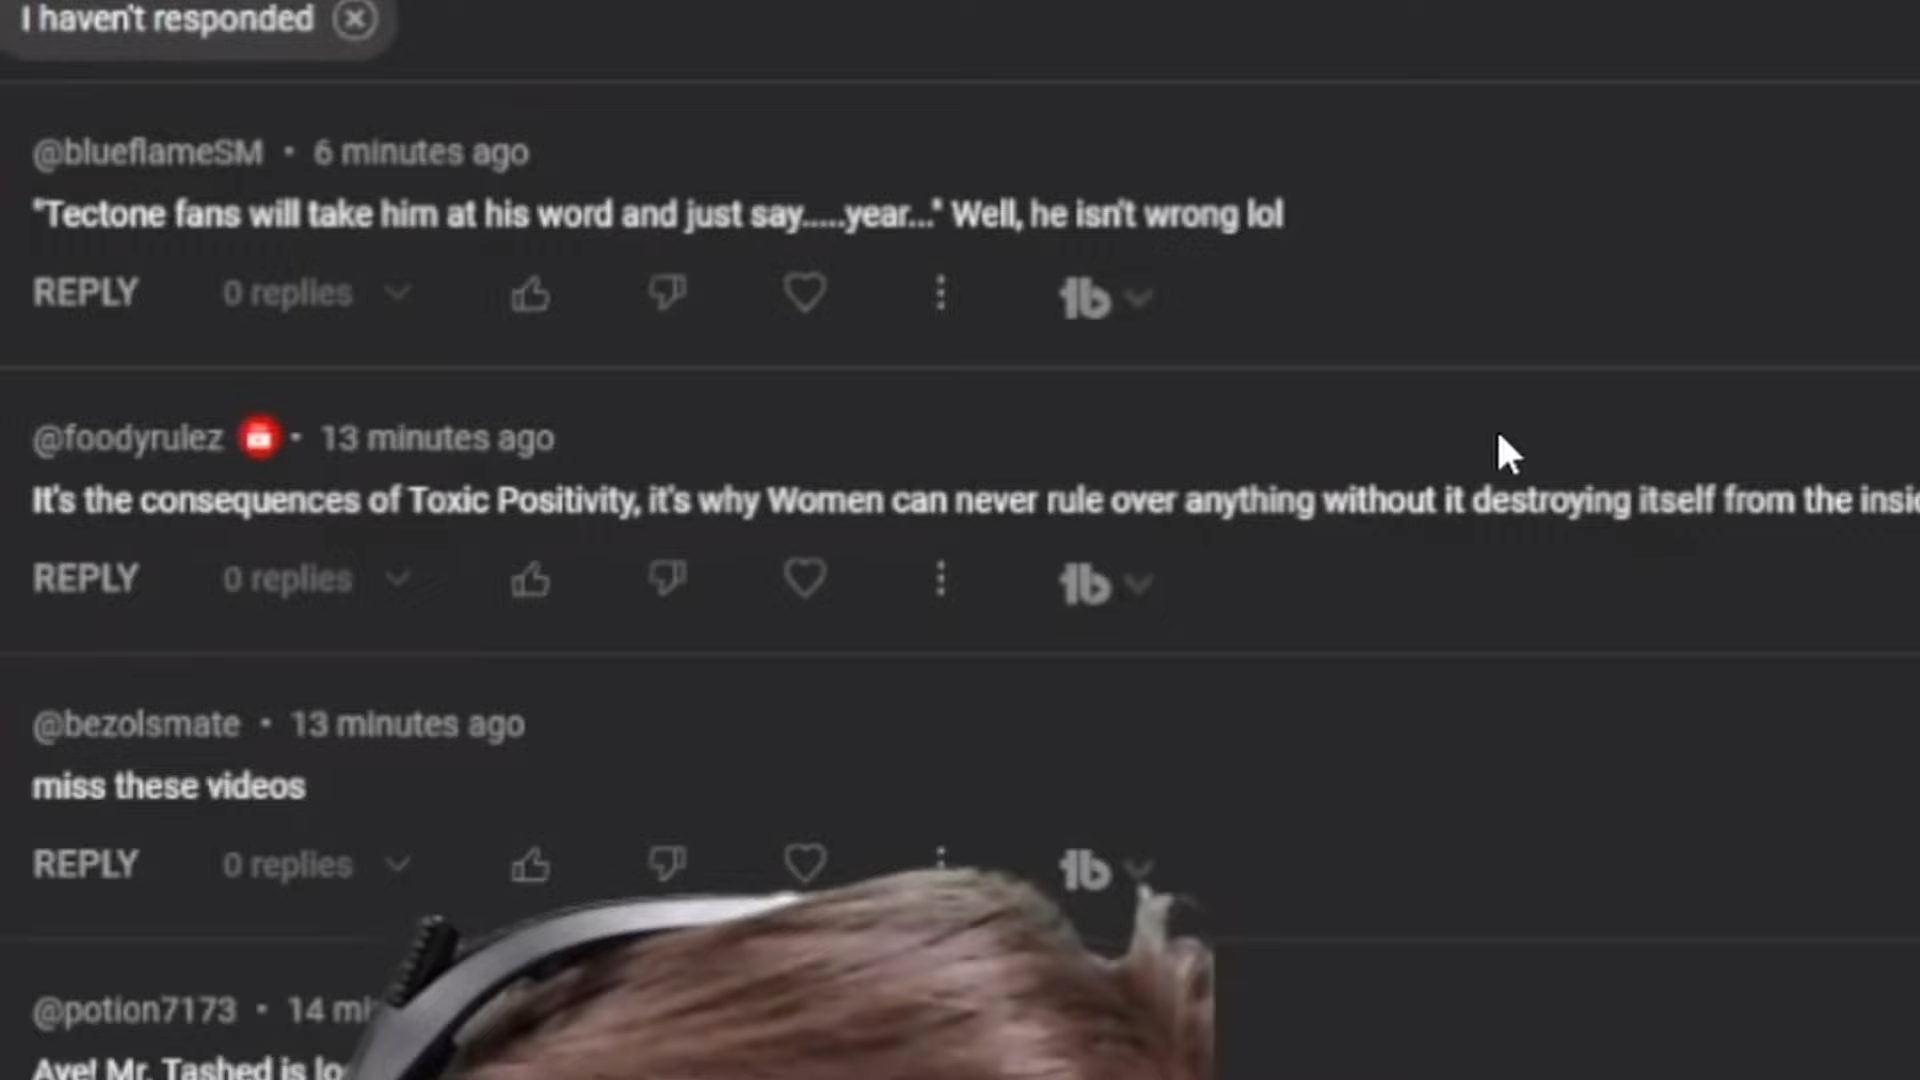 I haven't responded
@blueflameSM • 6 minutes ago
"Tectone fans will take him at his word and just say.....year..." Well, he isn't wrong lol
REPLY 0 replies tb
@foodyrulez • 13 minutes ago
It's the consequences of Toxic Positivity, it's why Women can never rule over anything without it destroying itself from the
REPLY 0 replies tb
@bezolsmate • 13 minutes ago
miss these videos
REPLY 0 replies tb
@potion7173 • 14
Aye! Mr. Tashed is